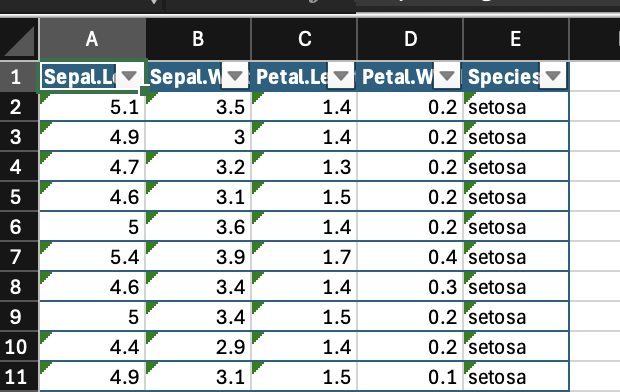 A B C D E
1 Sepal.Le Sepal.W Petal.Le Petal.W Species
2 5.1 3.5 1.4 0.2 setosa
3 4.9 3 1.4 0.2 setosa
4 4.7 3.2 1.3 0.2 setosa
5 4.6 3.1 1.5 0.2 setosa
6 5 3.6 1.4 0.2 setosa
7 5.4 3.9 1.7 0.4 setosa
8 4.6 3.4 1.4 0.3 setosa
9 5 3.4 1.5 0.2 setosa
10 4.4 2.9 1.4 0.2 setosa
11 4.9 3.1 1.5 0.1 setosa